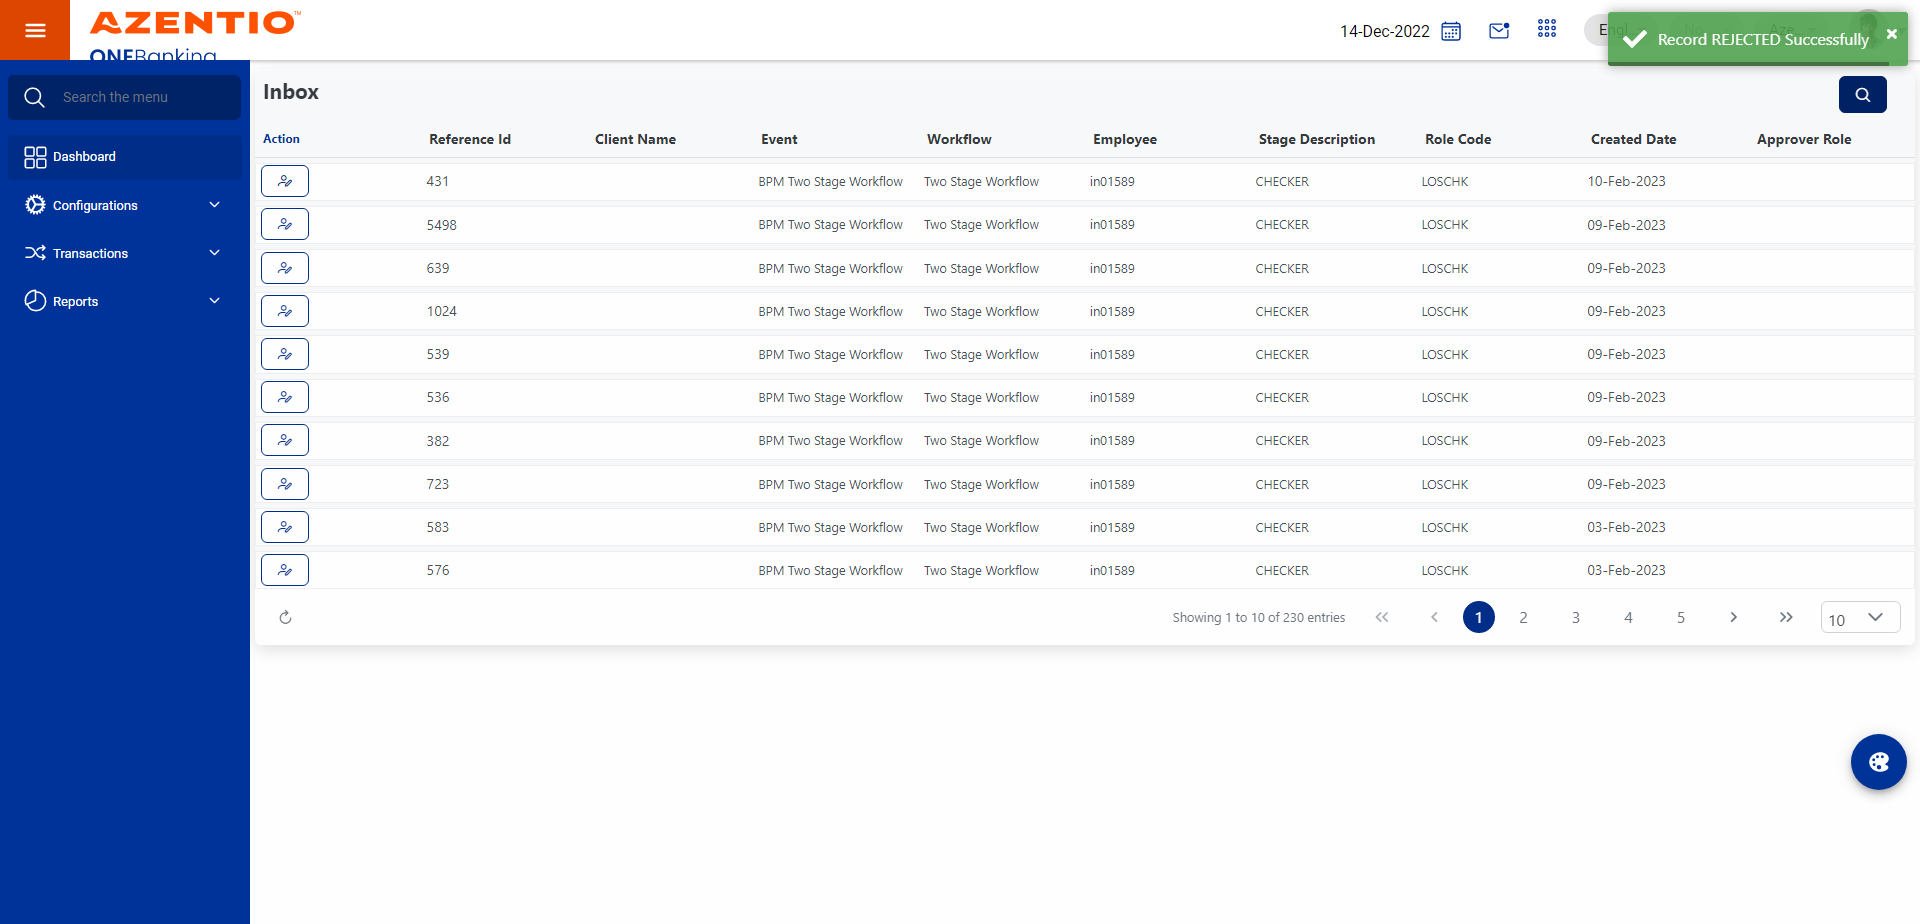 AZENTIO™
ONEBanking
14-Dec-2022
Engl
Record REJECTED Successfully
Search the menu
Dashboard
Configurations
Transactions
Reports
Inbox
Action Reference Id Client Name Event Workflow Employee Stage Description Role Code Created Date Approver Role
431 BPM Two Stage Workflow Two Stage Workflow in01589 CHECKER LOSCHK 10-Feb-2023
5498 BPM Two Stage Workflow Two Stage Workflow in01589 CHECKER LOSCHK 09-Feb-2023
639 BPM Two Stage Workflow Two Stage Workflow in01589 CHECKER LOSCHK 09-Feb-2023
1024 BPM Two Stage Workflow Two Stage Workflow in01589 CHECKER LOSCHK 09-Feb-2023
539 BPM Two Stage Workflow Two Stage Workflow in01589 CHECKER LOSCHK 09-Feb-2023
536 BPM Two Stage Workflow Two Stage Workflow in01589 CHECKER LOSCHK 09-Feb-2023
382 BPM Two Stage Workflow Two Stage Workflow in01589 CHECKER LOSCHK 09-Feb-2023
723 BPM Two Stage Workflow Two Stage Workflow in01589 CHECKER LOSCHK 09-Feb-2023
583 BPM Two Stage Workflow Two Stage Workflow in01589 CHECKER LOSCHK 03-Feb-2023
576 BPM Two Stage Workflow Two Stage Workflow in01589 CHECKER LOSCHK 03-Feb-2023
Showing 1 to 10 of 230 entries 1 2 3 4 5 10